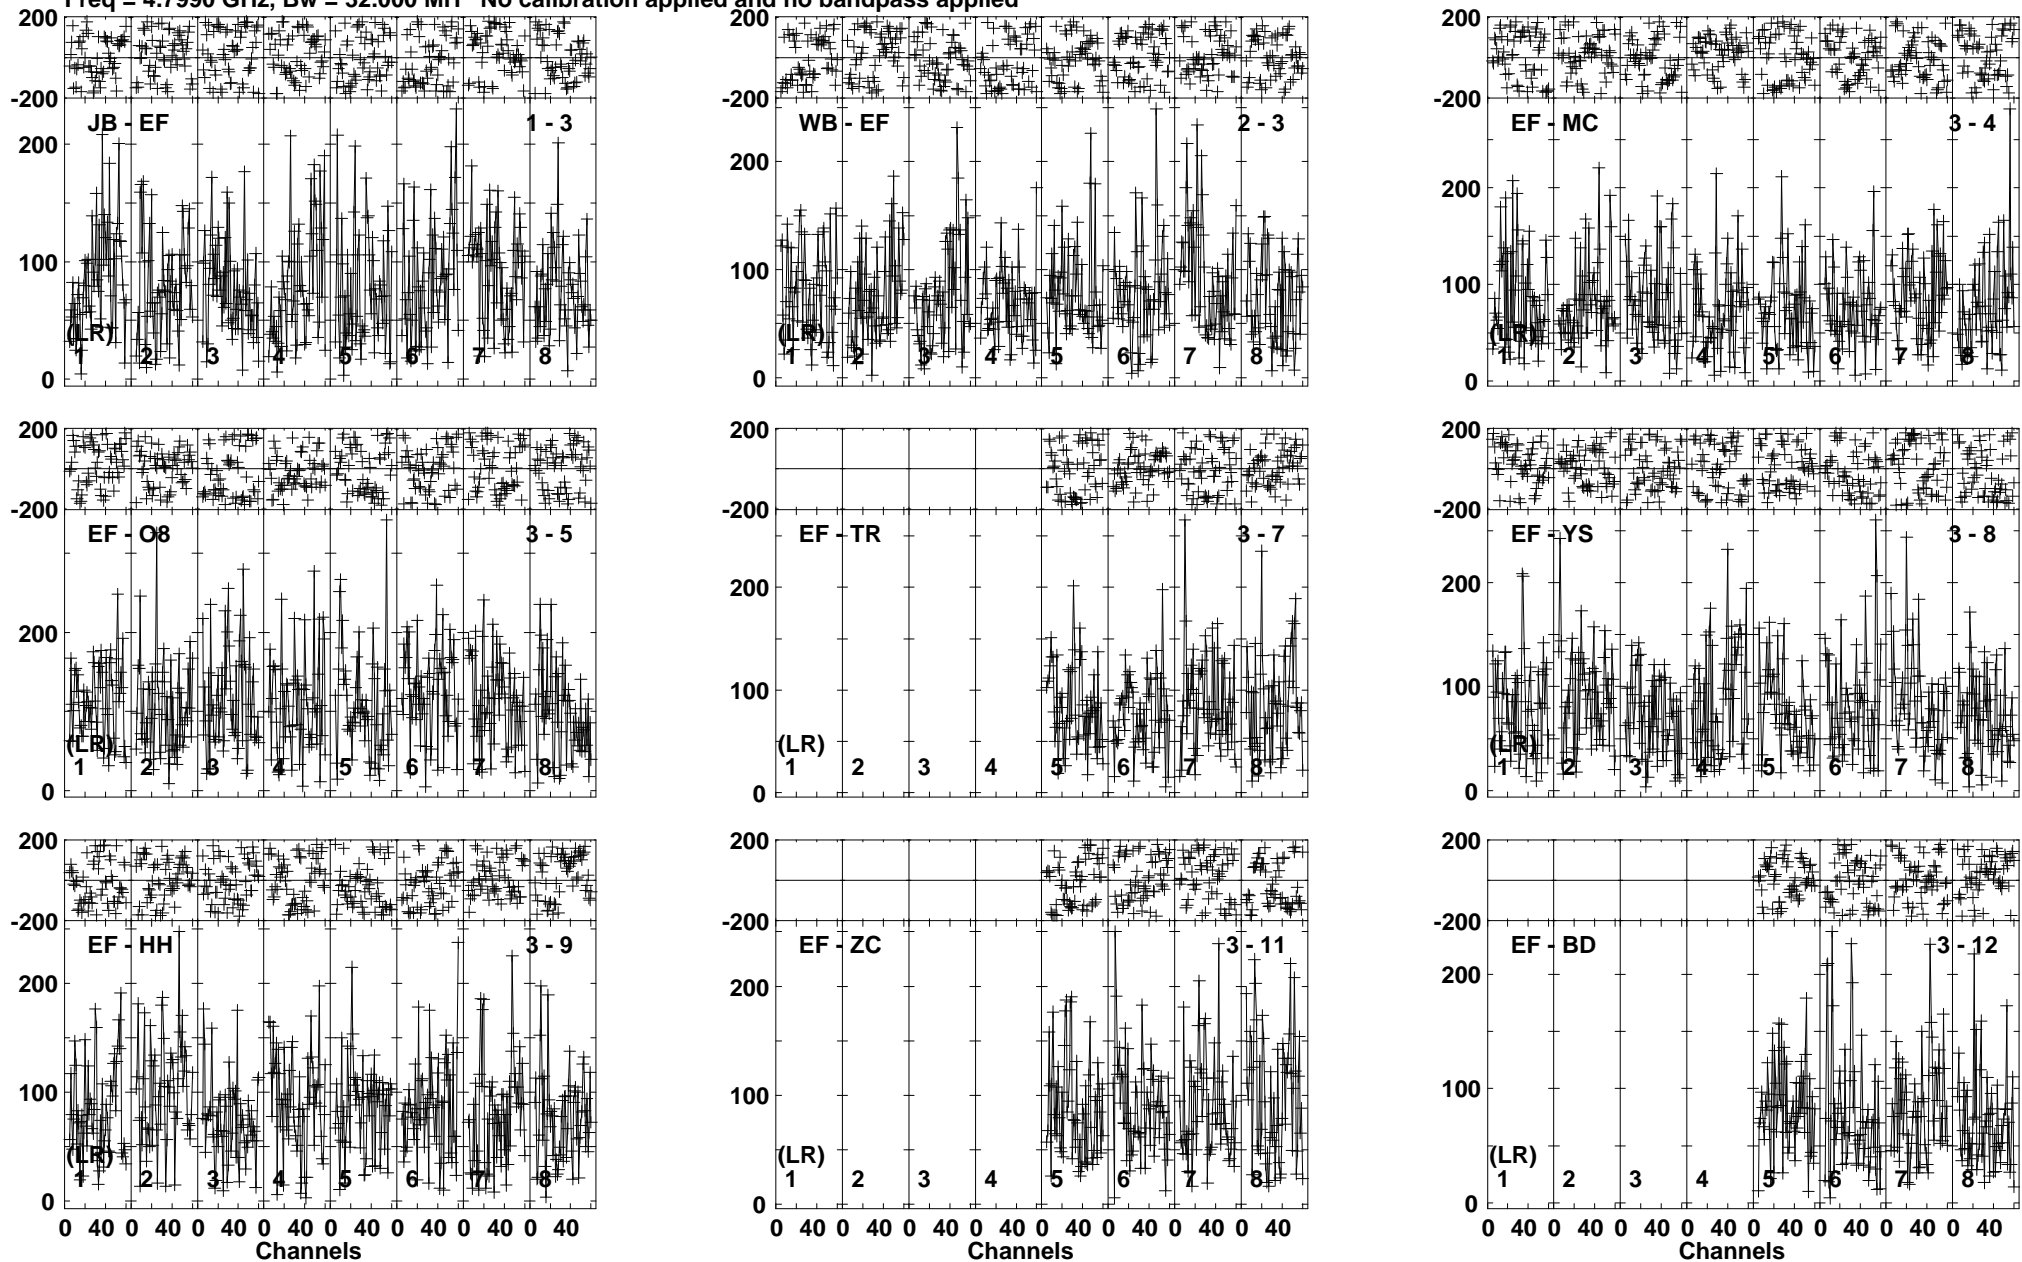 Freq = 4.7990 GHz, Bw = 32.000 MH No calibration applied and no bandpass applied
200 200 200
-200 -200 -200
JB - EF 1 - 3 WB - EF 2 - 3 EF - MC 3 - 4
200 200 200
100 100 100
(LR) (LR) (LR)
1 2 3 4 5 6 7 8 1 2 3 4 5 6 7 8 1 2 3 4 5 6 7 8
0 0 0
200 200 200
-200 -200 -200
EF - O8 3 - 5 EF - TR 3 - 7 EF - YS 3 - 8
200 200 200
100 100
(LR) (LR) (LR)
1 2 3 4 5 6 7 8 1 2 3 4 5 6 7 8 1 2 3 4 5 6 7 8
0 0 0
200 200 200
-200 -200 -200
EF - HH 3 - 9 EF - ZC 3 - 11 EF - BD 3 - 12
200 200 200
100 100 100
(LR) (LR) (LR)
1 2 3 4 5 6 7 8 1 2 3 4 5 6 7 8 1 2 3 4 5 6 7 8
0 0 0
0 40 0 40 0 40 0 40 0 40 0 40 0 40 0 40 0 40 0 40 0 40 0 40 0 40 0 40 0 40 0 40 0 40 0 40 0 40 0 40 0 40 0 40 0 40 0 40
Channels Channels